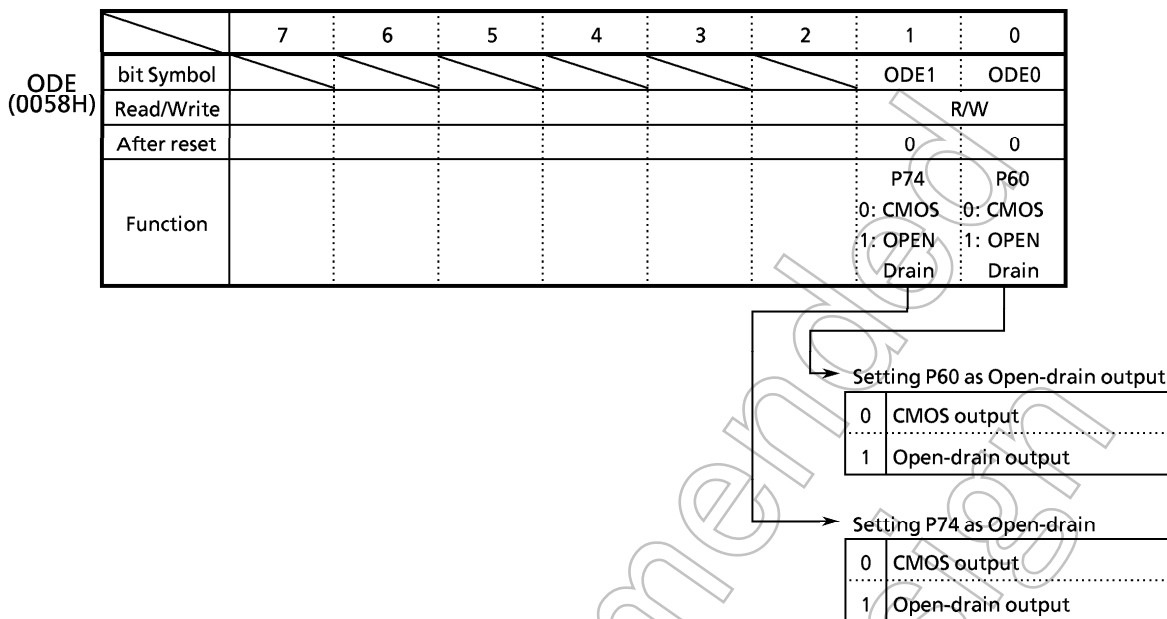 7 6 5 4 3 2 1 0
ODE
(0058H)
bit Symbol ODE1 ODE0
Read/Write R/W
After reset 0 0
Function
P74 P60
0: CMOS 0: CMOS
1: OPEN 1: OPEN
Drain Drain
Setting P60 as Open-drain output
0 CMOS output
1 Open-drain output
Setting P74 as Open-drain
0 CMOS output
1 Open-drain output
mended
sign